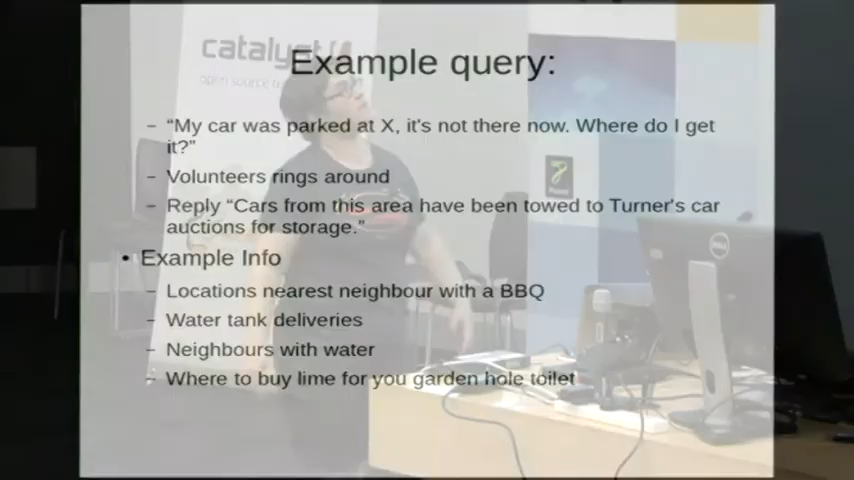 catalyst
open source
Example query:
– “My car was parked at X, it's not there now. Where do I get
it?”
– Volunteers rings around
– Reply “Cars from this area have been towed to Turner's car
auctions for storage.”
• Example Info
– Locations nearest neighbour with a BBQ
– Water tank deliveries
– Neighbours with water
– Where to buy lime for you garden hole toilet
DELL